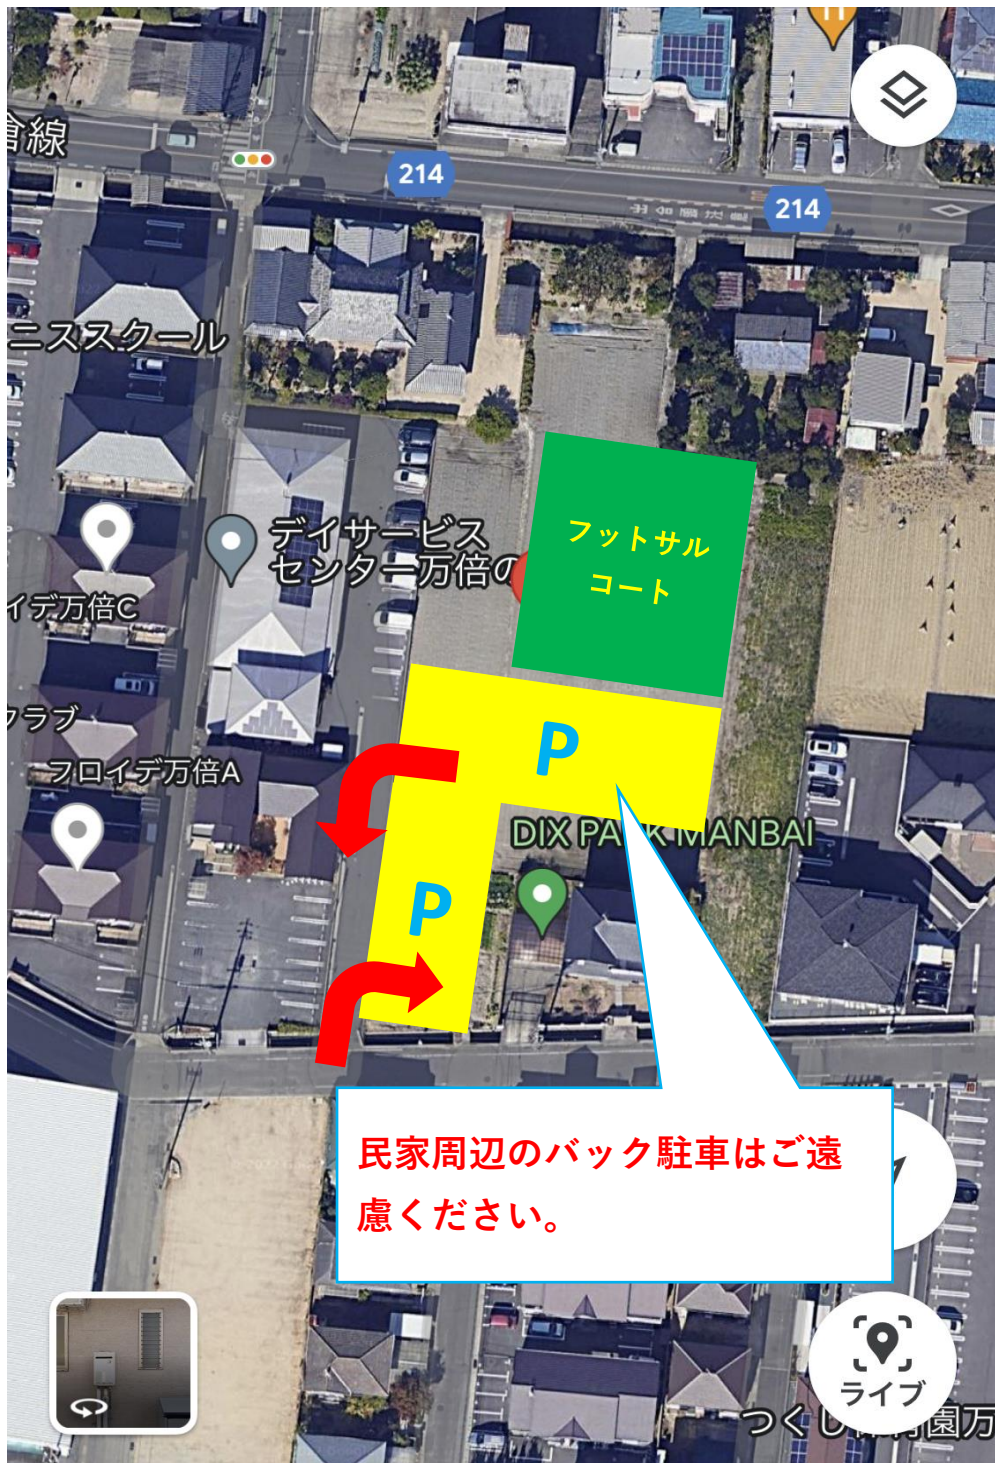 倉線
214
214
ニススクール
デイサービス
センター万倍の
フットサル
コート
イデ万倍C
クラブ
フロイデ万倍A
P
DIX PARK MANBAI
P
民家周辺のバック駐車はご遠
慮ください。
ライブ
つくし
園万